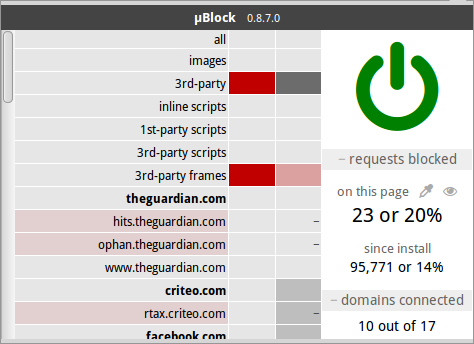 µBlock 0.8.7.0
all
images
3rd-party
inline scripts
1st-party scripts
3rd-party scripts
3rd-party frames
theguardian.com
hits.theguardian.com –
ophan.theguardian.com –
www.theguardian.com
criteo.com
rtax.criteo.com –
facebook.com
– requests blocked
on this page
23 or 20%
since install
95,771 or 14%
– domains connected
10 out of 17